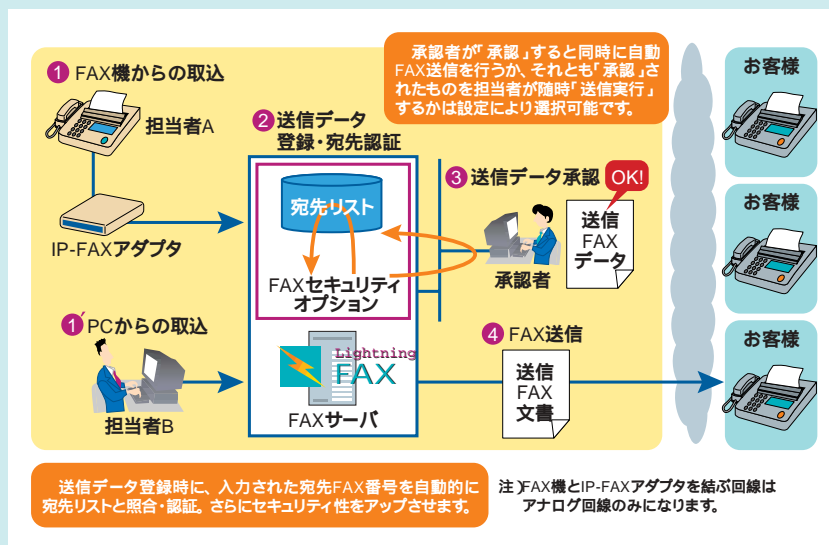 承認者が「承認」すると同時に自動
FAX送信を行うか、それとも「承認」さ
れたものを担当者が随時「送信実行」
するかは設定により選択可能です。
1 FAX機からの取込
担当者A
IP-FAXアダプタ
1′ PCからの取込
担当者B
2 送信データ
登録・宛先認証
宛先リスト
FAXセキュリティ
オプション
Lightning
FAX
FAXサーバ
3 送信データ承認
OK!
承認者
送信
FAX
データ
4 FAX送信
送信
FAX
文書
お客様
お客様
お客様
送信データ登録時に、入力された宛先FAX番号を自動的に
宛先リストと照合・認証。さらにセキュリティ性をアップさせます。
注)FAX機とIP-FAXアダプタを結ぶ回線は
アナログ回線のみになります。